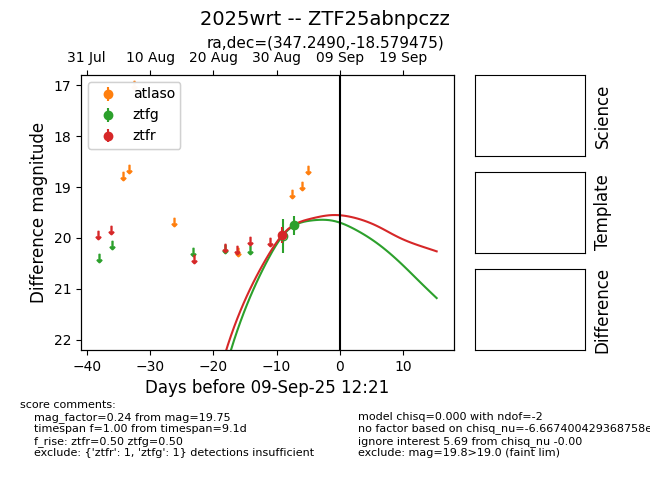 2025wrt -- ZTF25abnpczz
ra,dec=(347.2490,-18.579475)
31 Jul 10 Aug 20 Aug 30 Aug 09 Sep 19 Sep
atlaso
ztfg
ztfr
17
18
19
20
21
22
Difference magnitude
−40 −30 −20 −10 0 10
Days before 09-Sep-25 12:21
Science
Template
Difference
score comments:
mag_factor=0.24 from mag=19.75
timespan f=1.00 from timespan=9.1d
f_rise: ztfr=0.50 ztfg=0.50
exclude: {'ztfr': 1, 'ztfg': 1} detections insufficient
model chisq=0.000 with ndof=-2
no factor based on chisq_nu=-6.667400429368758e
ignore interest 5.69 from chisq_nu -0.00
exclude: mag=19.8>19.0 (faint lim)